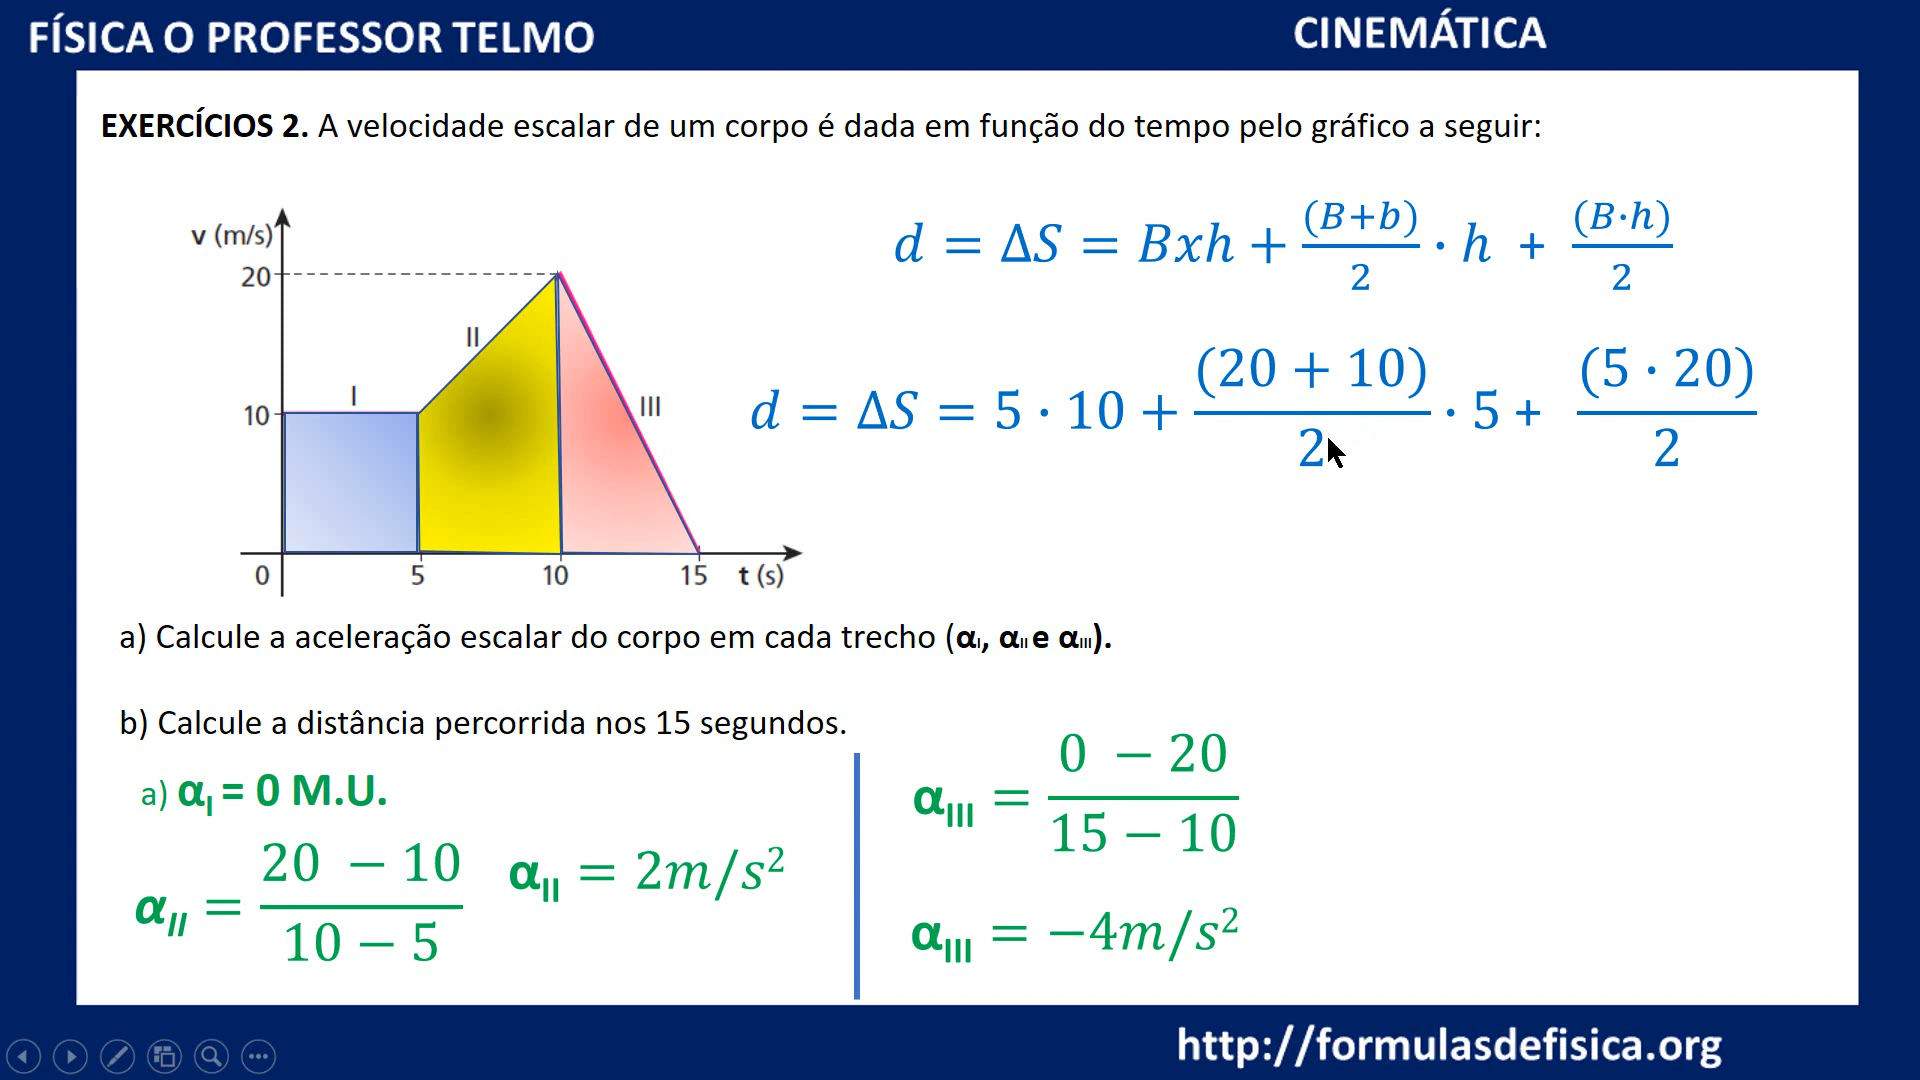 FÍSICA O PROFESSOR TELMO
CINEMÁTICA
EXERCÍCIOS 2. A velocidade escalar de um corpo é dada em função do tempo pelo gráfico a seguir:
v (m/s)
20
II
I
III
10
0 5 10 15 t (s)
d = ΔS = Bxh + (B+b)/2 · h + (B·h)/2
d = ΔS = 5 · 10 + (20 + 10)/2 · 5 + (5 · 20)/2
a) Calcule a aceleração escalar do corpo em cada trecho (αI, αII e αIII).
b) Calcule a distância percorrida nos 15 segundos.
a) αI = 0 M.U.
αII = (20 − 10)/(10 − 5)
αII = 2m/s²
αIII = (0 − 20)/(15 − 10)
αIII = −4m/s²
http://formulasdefisica.org